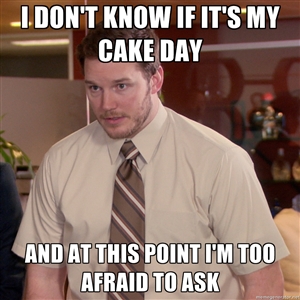 I DON'T KNOW IF IT'S MY
CAKE DAY
AND AT THIS POINT I'M TOO
AFRAID TO ASK